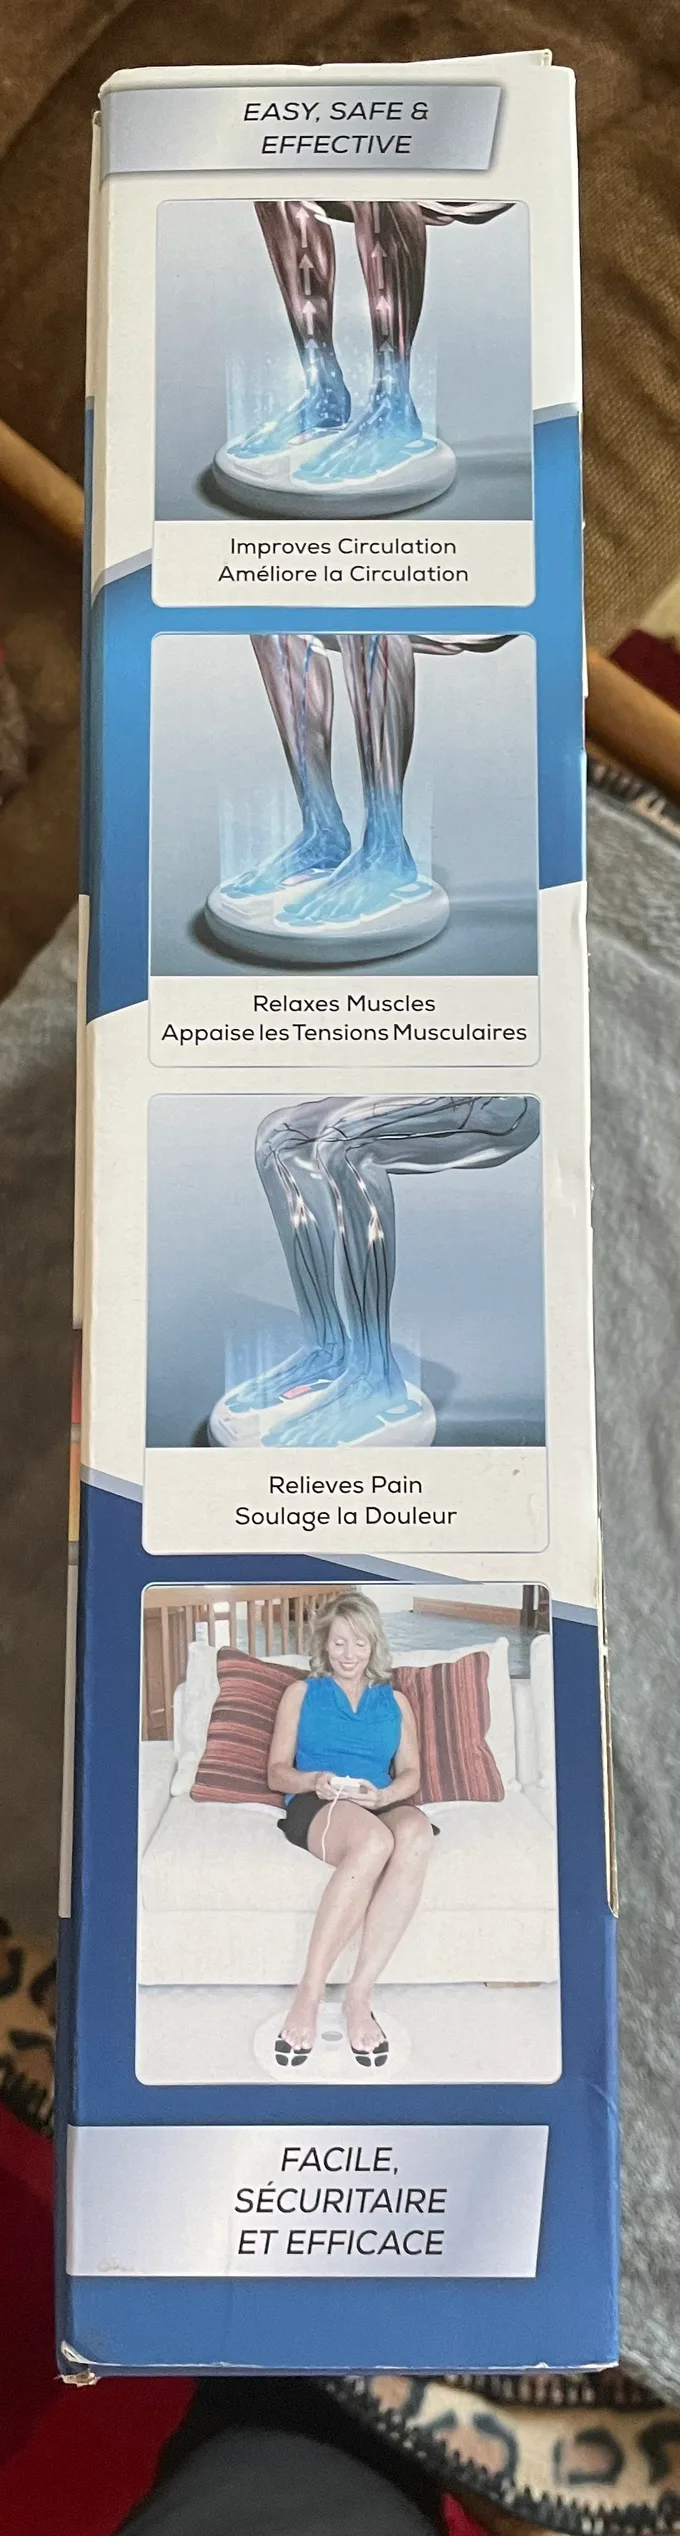 EASY, SAFE &
EFFECTIVE
Improves Circulation
Améliore la Circulation
Relaxes Muscles
Appaise les Tensions Musculaires
Relieves Pain
Soulage la Douleur
FACILE,
SÉCURITAIRE
ET EFFICACE